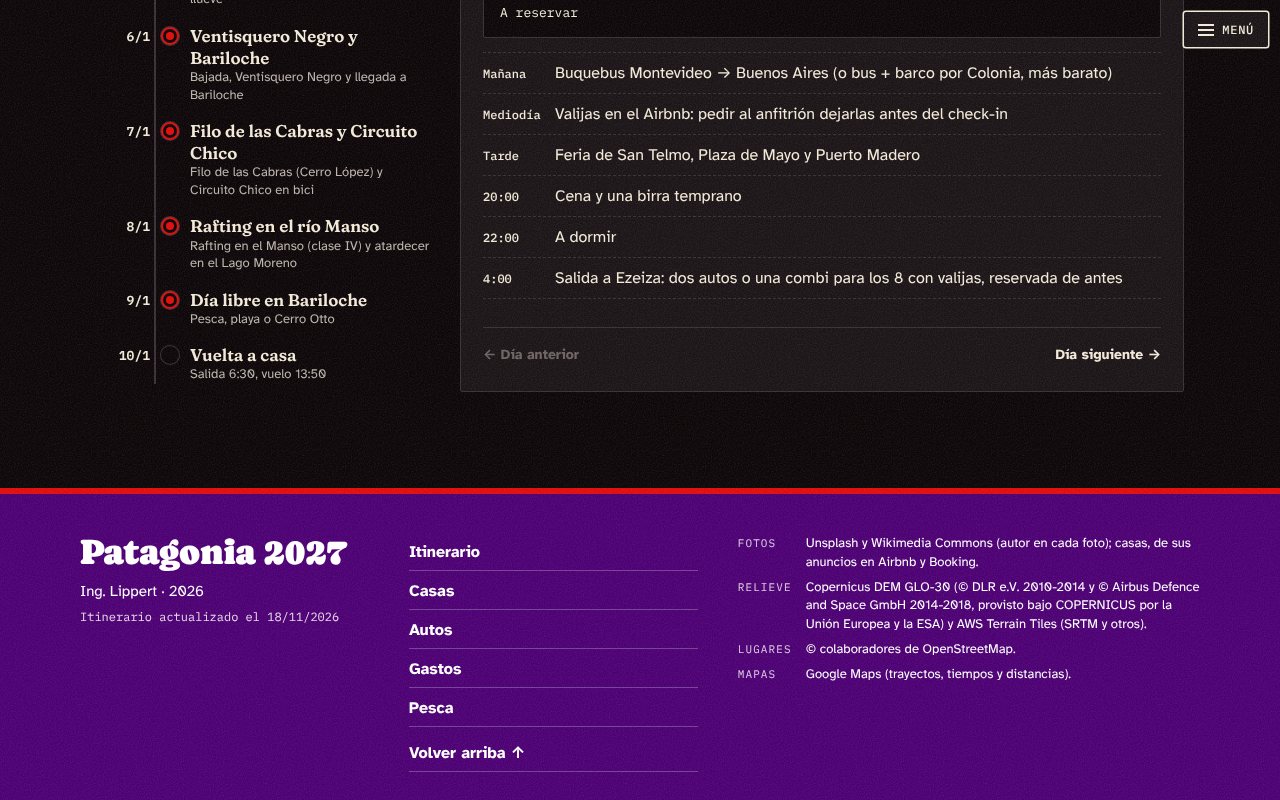 6/1
Ventisquero Negro y
Bariloche
Bajada, Ventisquero Negro y llegada a
Bariloche
7/1
Filo de las Cabras y Circuito
Chico
Filo de las Cabras (Cerro López) y
Circuito Chico en bici
8/1
Rafting en el río Manso
Rafting en el Manso (clase IV) y atardecer
en el Lago Moreno
9/1
Día libre en Bariloche
Pesca, playa o Cerro Otto
10/1
Vuelta a casa
Salida 6:30, vuelo 13:50
A reservar
MENÚ
Mañana Buquebus Montevideo → Buenos Aires (o bus + barco por Colonia, más barato)
Mediodía Valijas en el Airbnb: pedir al anfitrión dejarlas antes del check-in
Tarde Feria de San Telmo, Plaza de Mayo y Puerto Madero
20:00 Cena y una birra temprano
22:00 A dormir
4:00 Salida a Ezeiza: dos autos o una combi para los 8 con valijas, reservada de antes
← Día anterior
Día siguiente →
Patagonia 2027
Ing. Lippert · 2026
Itinerario actualizado el 18/11/2026
Itinerario
Casas
Autos
Gastos
Pesca
Volver arriba ↑
FOTOS Unsplash y Wikimedia Commons (autor en cada foto); casas, de sus
anuncios en Airbnb y Booking.
RELIEVE Copernicus DEM GLO-30 (© DLR e.V. 2010-2014 y © Airbus Defence
and Space GmbH 2014-2018, provisto bajo COPERNICUS por la
Unión Europea y la ESA) y AWS Terrain Tiles (SRTM y otros).
LUGARES © colaboradores de OpenStreetMap.
MAPAS Google Maps (trayectos, tiempos y distancias).